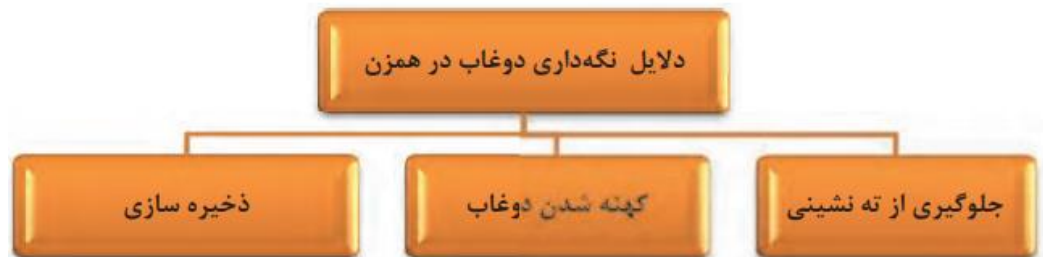 دلایل نگه‌داری دوغاب در همزن
جلوگیری از ته نشینی
کهنه شدن دوغاب
ذخیره سازی